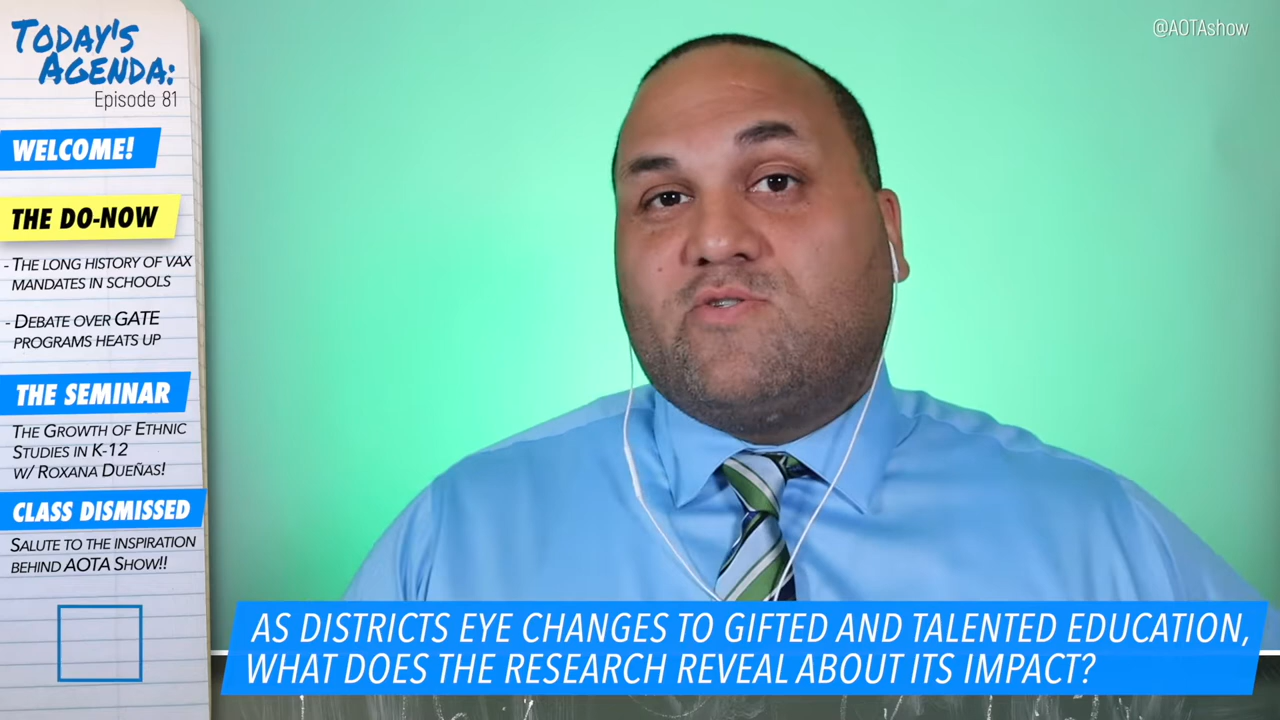 TODAY'S
AGENDA:
Episode 81
WELCOME!
THE DO-NOW
- THE LONG HISTORY OF VAX
MANDATES IN SCHOOLS
- DEBATE OVER GATE
PROGRAMS HEATS UP
THE SEMINAR
THE GROWTH OF ETHNIC
STUDIES IN K-12
W/ ROXANA DUEÑAS!
CLASS DISMISSED
SALUTE TO THE INSPIRATION
BEHIND AOTA SHOW!!
@AOTAshow
AS DISTRICTS EYE CHANGES TO GIFTED AND TALENTED EDUCATION,
WHAT DOES THE RESEARCH REVEAL ABOUT ITS IMPACT?